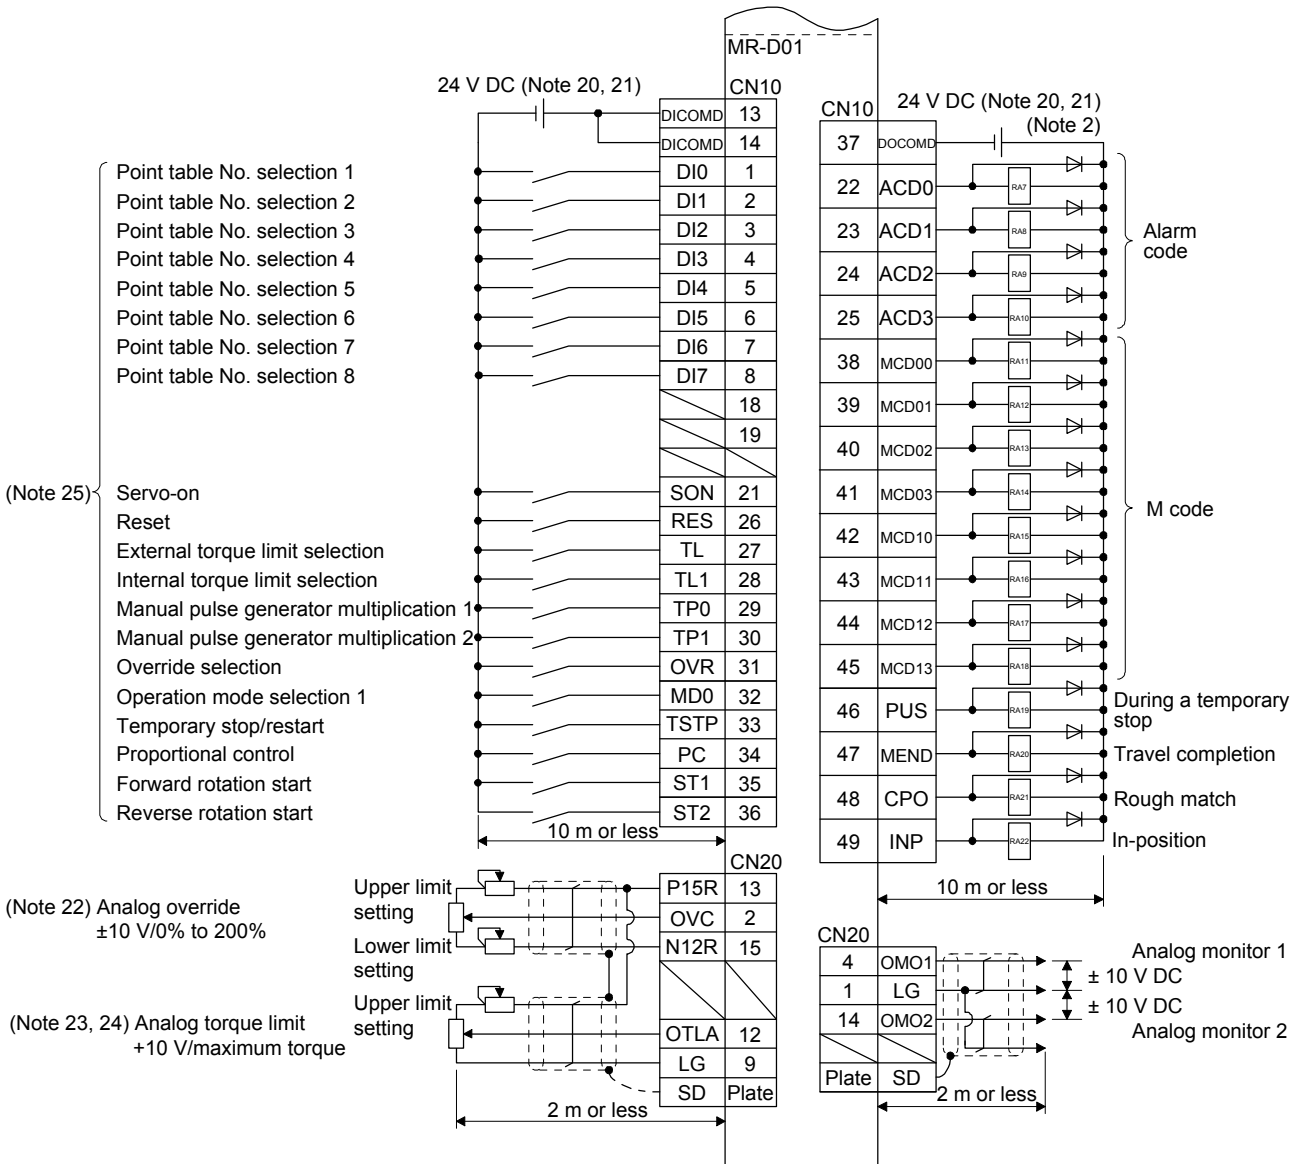 MR-D01
24 V DC (Note 20, 21)
CN10
DICOMD 13
DICOMD 14
Point table No. selection 1 DI0 1
Point table No. selection 2 DI1 2
Point table No. selection 3 DI2 3
Point table No. selection 4 DI3 4
Point table No. selection 5 DI4 5
Point table No. selection 6 DI5 6
Point table No. selection 7 DI6 7
Point table No. selection 8 DI7 8
18
19
(Note 25)
Servo-on SON 21
Reset RES 26
External torque limit selection TL 27
Internal torque limit selection TL1 28
Manual pulse generator multiplication 1 TP0 29
Manual pulse generator multiplication 2 TP1 30
Override selection OVR 31
Operation mode selection 1 MD0 32
Temporary stop/restart TSTP 33
Proportional control PC 34
Forward rotation start ST1 35
Reverse rotation start ST2 36
10 m or less
CN20
Upper limit
setting
P15R 13
(Note 22) Analog override
±10 V/0% to 200%
OVC 2
Lower limit
setting
N12R 15
Upper limit
setting
(Note 23, 24) Analog torque limit
+10 V/maximum torque
OTLA 12
LG 9
SD Plate
2 m or less
CN10
24 V DC (Note 20, 21)
(Note 2)
37 DOCOMD
22 ACD0 RA7
23 ACD1 RA8
24 ACD2 RA9
25 ACD3 RA10
Alarm
code
38 MCD00 RA11
39 MCD01 RA12
40 MCD02 RA13
41 MCD03 RA14
42 MCD10 RA15
43 MCD11 RA16
44 MCD12 RA17
45 MCD13 RA18
M code
46 PUS RA19 During a temporary
stop
47 MEND RA20 Travel completion
48 CPO RA21 Rough match
49 INP RA22 In-position
10 m or less
CN20
4 OMO1 Analog monitor 1
± 10 V DC
1 LG
± 10 V DC
14 OMO2 Analog monitor 2
Plate SD
2 m or less